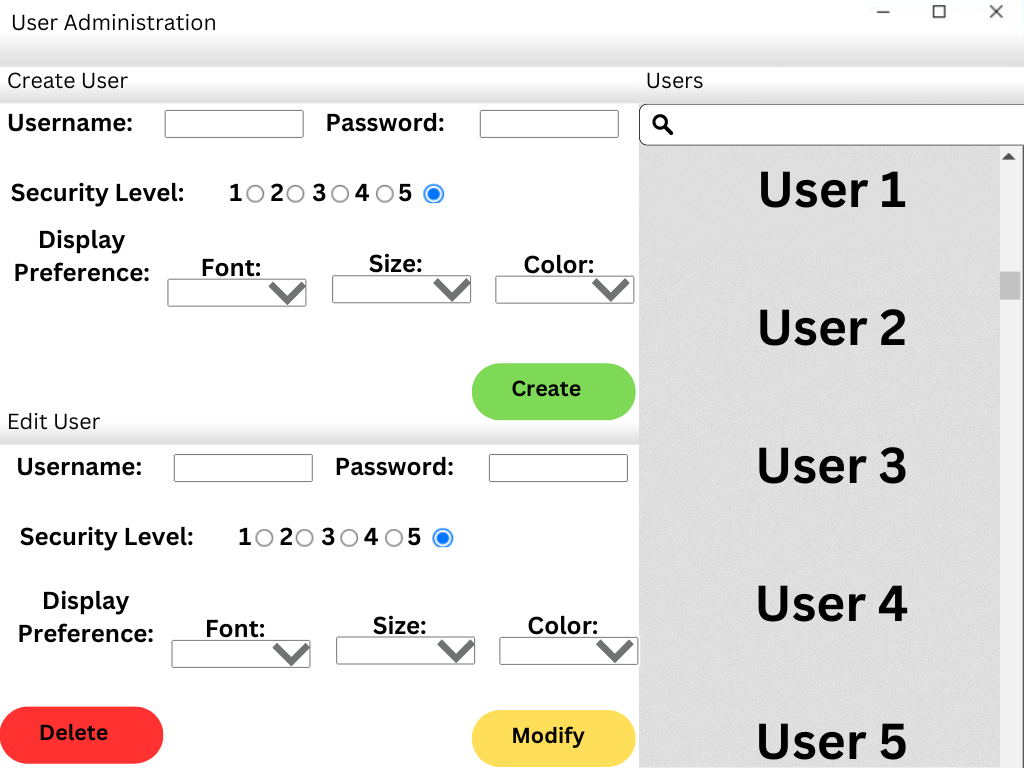 User Administration
Create User
Username: Password:
Security Level: 1 2 3 4 5
Display
Preference:
Font: Size: Color:
Create
Edit User
Username: Password:
Security Level: 1 2 3 4 5
Display
Preference:
Font: Size: Color:
Delete
Modify
Users
User 1
User 2
User 3
User 4
User 5